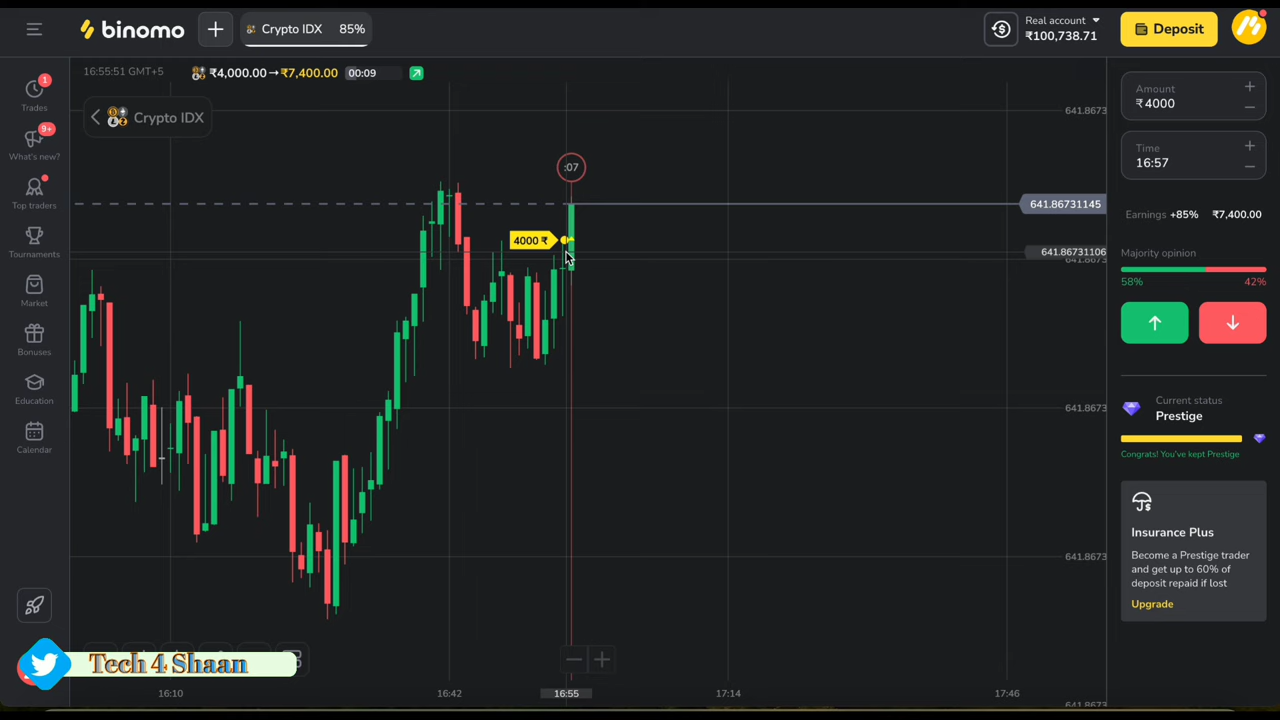 binomo
Crypto IDX 85%
Real account
₹100,738.71
Deposit
16:55:51 GMT+5
₹4,000.00→₹7,400.00 00:09
Crypto IDX
1
Trades
9+
What's new?
Top traders
Tournaments
Market
Bonuses
Education
Calendar
:07
4000 ₹
641.8673
641.86731145
641.86731106
641.8673
641.8673
641.8673
641.8673
16:10
16:42
16:55
17:14
17:46
Amount
₹4000
Time
16:57
Earnings +85% ₹7,400.00
Majority opinion
58% 42%
Current status
Prestige
Congrats! You've kept Prestige
Insurance Plus
Become a Prestige trader
and get up to 60% of
deposit repaid if lost
Upgrade
Tech 4 Shaan